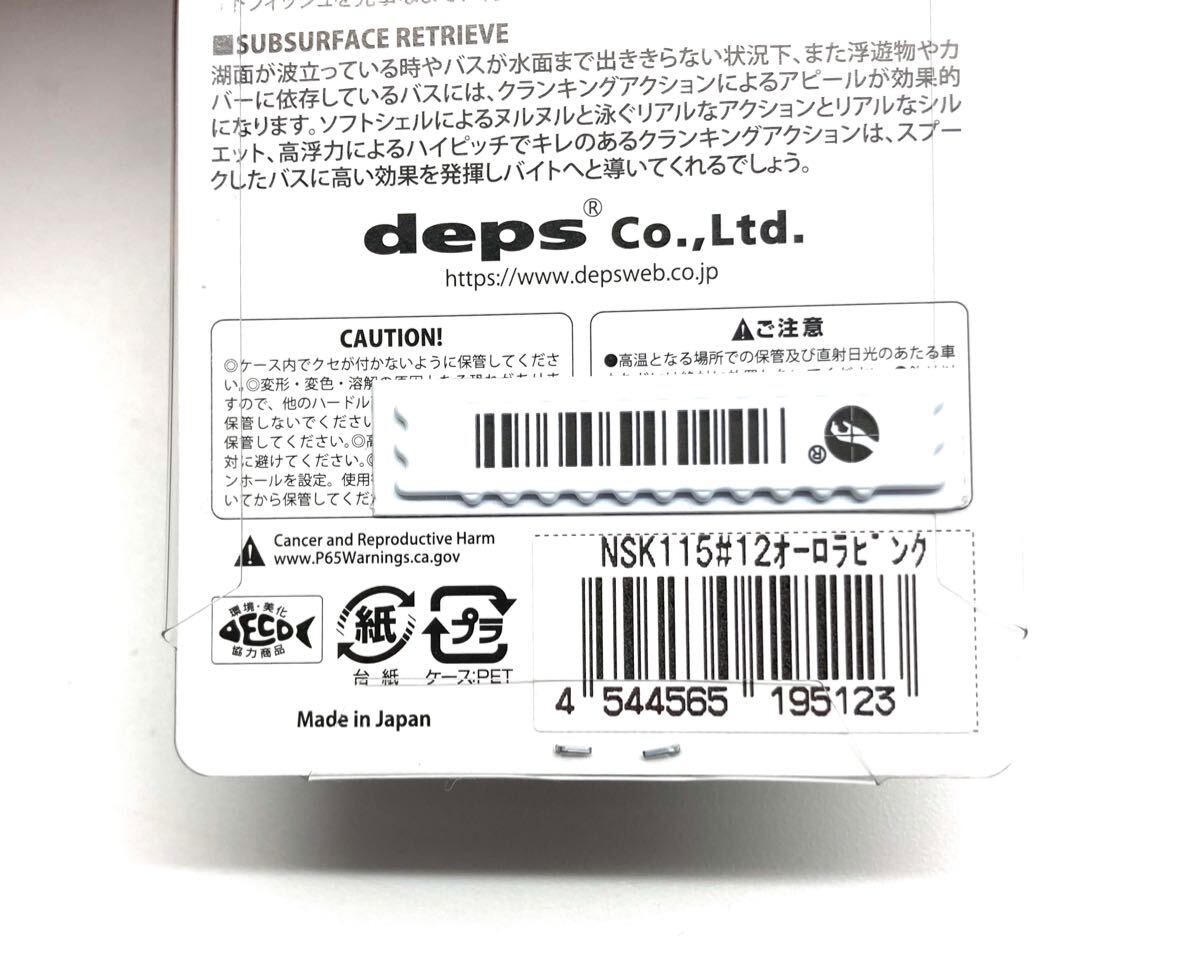 ■SUBSURFACE RETRIEVE
湖面が波立っている時やバスが水面まで出ききらない状況下、また浮遊物やカ
バーに依存しているバスには、クランキングアクションによるアピールが効果的
になります。ソフトシェルによるヌルヌルと泳ぐリアルなアクションとリアルなシル
エット、高浮力によるハイピッチでキレのあるクランキングアクションは、スプー
クしたバスに高い効果を発揮しバイトへと導いてくれるでしょう。
deps® Co.,Ltd.
https://www.depsweb.co.jp
CAUTION!
◎ケース内でクセが付かないように保管してくださ
い。◎変形・変色・溶解
すので、他のハード
保管しないでください
保管してください。◎
対に避けてください。
ンホールを設定。使用
いてから保管してくだ
ご注意
●高温となる場所での保管及び直射日光のあたる車
®
Cancer and Reproductive Harm
www.P65Warnings.ca.gov
NSK115#12オーロラピンク
環境・美化
ECO
協力商品
紙
台紙
プラ
ケース:PET
4 544565 195123
Made in Japan